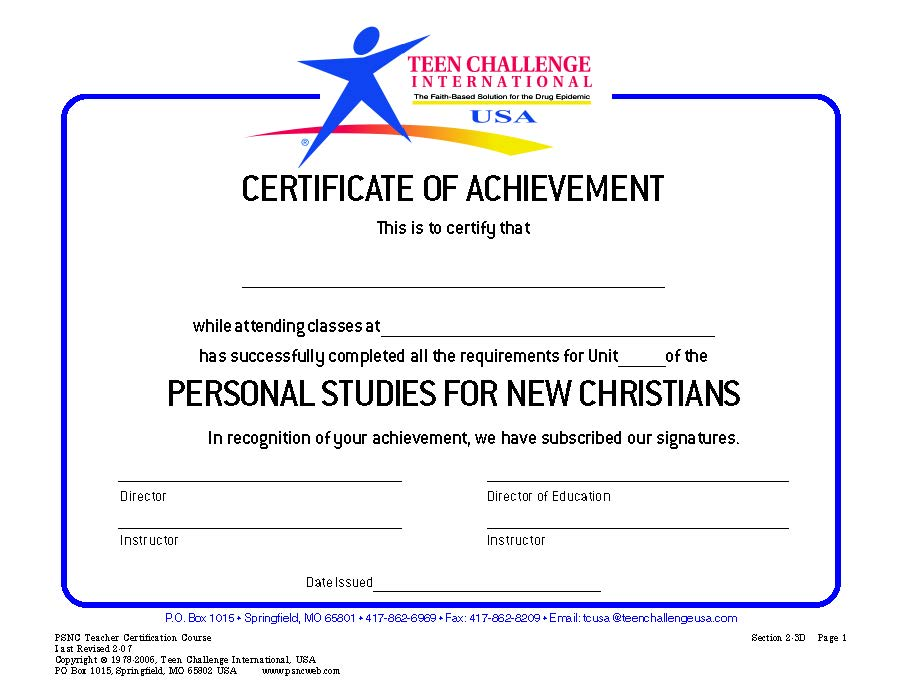 TEEN CHALLENGE
INTERNATIONAL
The Faith-Based Solution for the Drug Epidemic
USA
®
CERTIFICATE OF ACHIEVEMENT
This is to certify that
while attending classes at
has successfully completed all the requirements for Unit of the
PERSONAL STUDIES FOR NEW CHRISTIANS
In recognition of your achievement, we have subscribed our signatures.
Director Director of Education
Instructor Instructor
Date Issued
P.O. Box 1015 • Springfield, MO 65801 • 417-862-6969 • Fax: 417-862-8209 • Email: tcusa@teenchallengeusa.com
PSNC Teacher Certification Course Section 2-3D Page 1
Last Revised 2-07
Copyright © 1978-2006, Teen Challenge International, USA
PO Box 1015, Springfield, MO 65802 USA www.psncweb.com